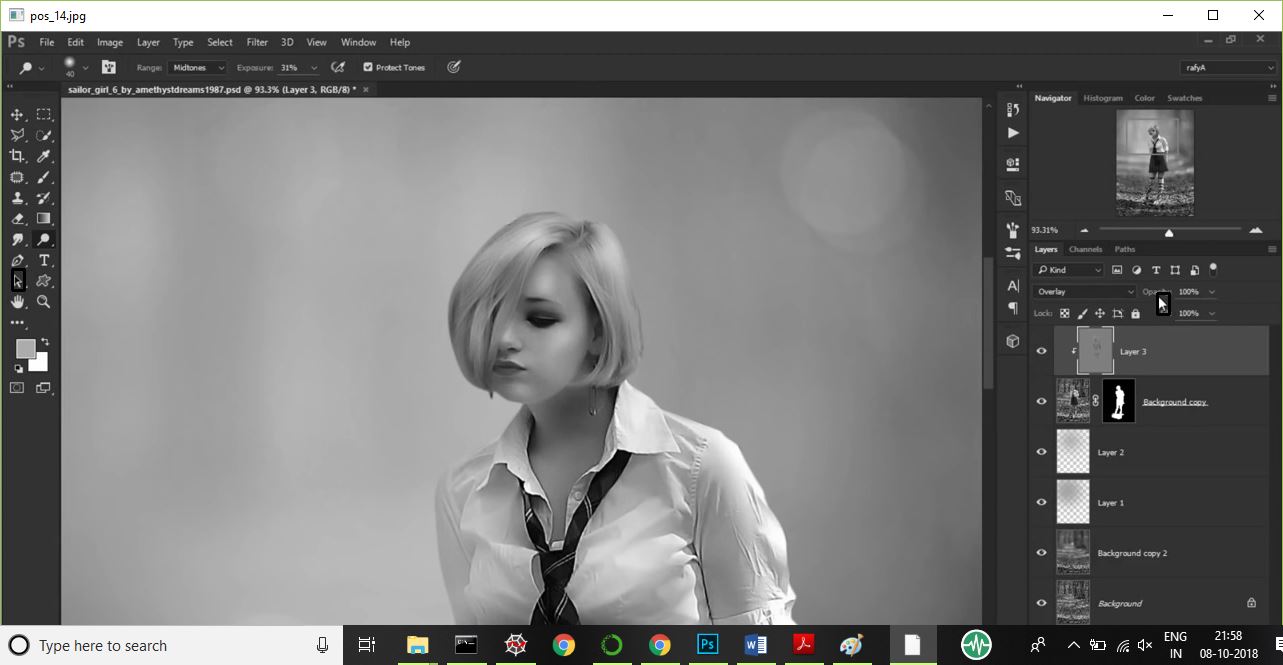 pos_14.jpg
Ps File Edit Image Layer Type Select Filter 3D View Window Help
40 Range: Midtones Exposure: 31% Protect Tones rafyA
sailor_girl_6_by_amethystdreams1987.psd @ 93.3% (Layer 3, RGB/8) *
Navigator Histogram Color Swatches
93.31%
Layers Channels Paths
Kind
Overlay 100%
Lock: 100%
Layer 3
Background copy
Layer 2
Layer 1
Background copy 2
Background
Type here to search
Ps
ENG
IN
21:58
08-10-2018